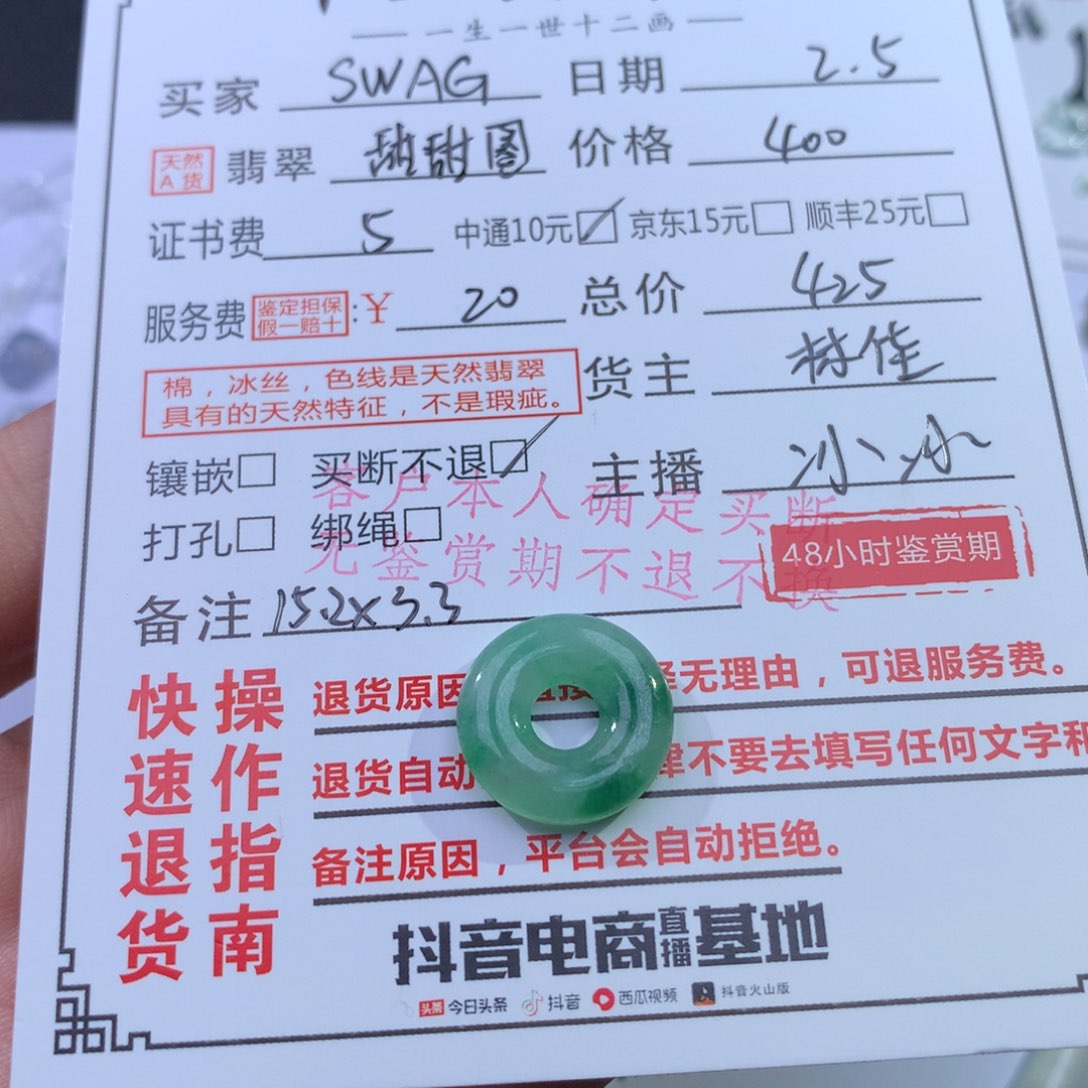 一生一世十二画
买家 SWAG 日期 2.5
天然A货 翡翠 甜甜圈 价格 400
证书费 5 中通10元 京东15元 顺丰25元
服务费 鉴定担保 假一赔十 :¥ 20 总价 425
棉，冰丝，色线是天然翡翠
具有的天然特征，不是瑕疵。
货主 林佳
镶嵌 买断不退 主播 冰冰
客户本人确定买断
打孔 绑绳
无鉴赏期不退不换
48小时鉴赏期
备注 15.2×3.3
快速退货 操作指南
退货原因 无理由，可退服务费。
退货自动 不要去填写任何文字和
备注原因，平台会自动拒绝。
抖音电商直播基地
头条 今日头条 抖音 西瓜视频 抖音火山版